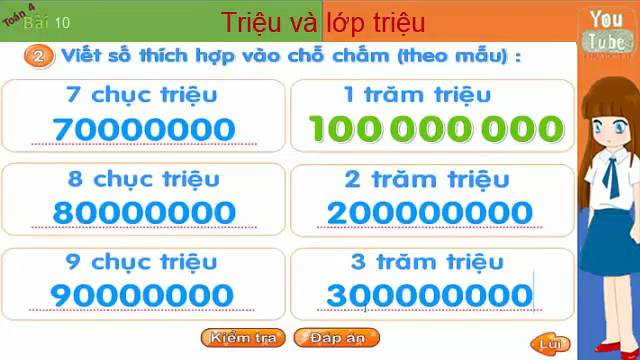 Toán 4
Bài 10
Triệu và lớp triệu
You
Tube
2 Viết số thích hợp vào chỗ chấm (theo mẫu) :
7 chục triệu
70000000
1 trăm triệu
100 000 000
8 chục triệu
80000000
2 trăm triệu
200000000
9 chục triệu
90000000
3 trăm triệu
300000000
Kiểm tra
Đáp án
Lùi